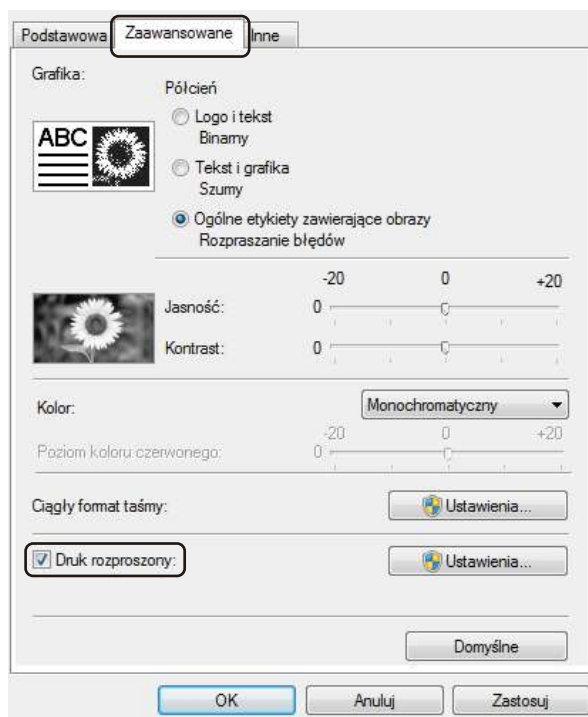 Podstawowa Zaawansowane Inne
Grafika:
Półcień
ABC
Logo i tekst
Binarny
Tekst i grafika
Szumy
Ogólne etykiety zawierające obrazy
Rozpraszanie błędów
-20 0 +20
Jasność: 0
Kontrast: 0
Kolor: Monochromatyczny
-20 0 +20
Poziom koloru czerwonego: 0
Ciągły format taśmy: Ustawienia...
Druk rozproszony: Ustawienia...
Domyślne
OK Anuluj Zastosuj